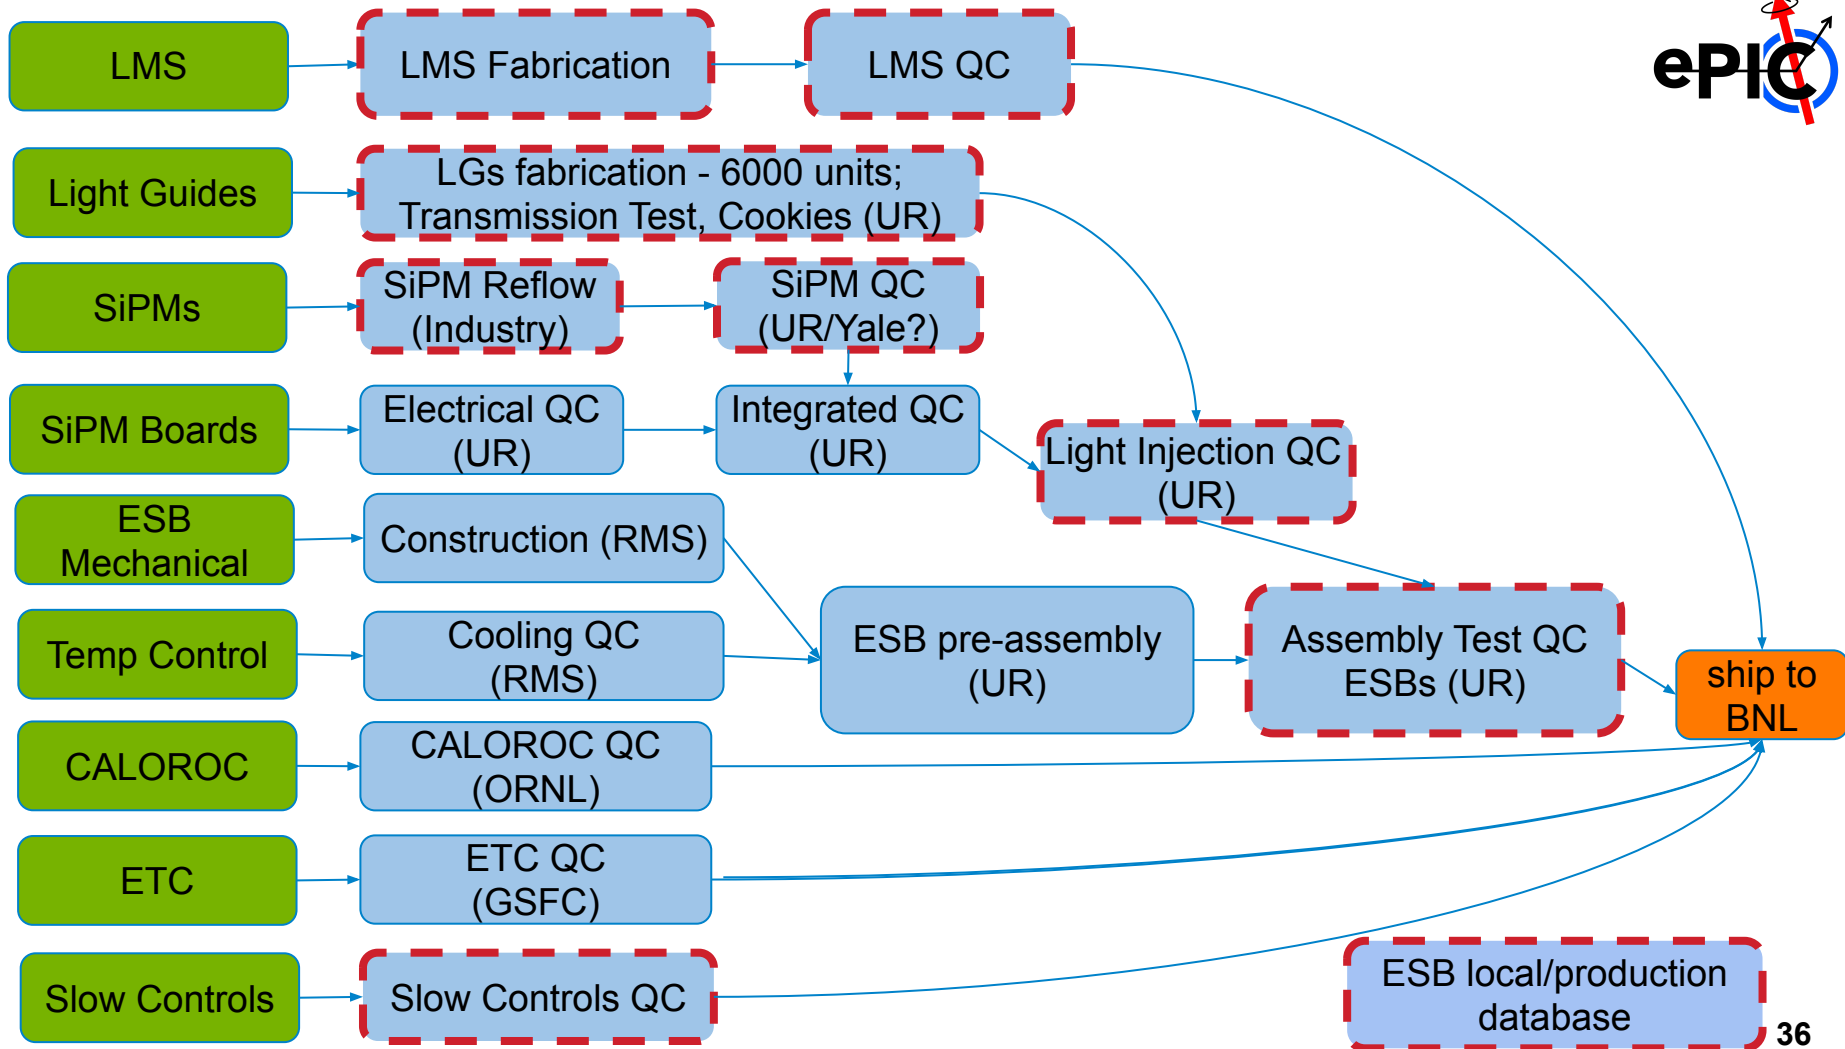 LMS
LMS Fabrication
LMS QC
ePIC
Light Guides
LGs fabrication - 6000 units;
Transmission Test, Cookies (UR)
SiPMs
SiPM Reflow
(Industry)
SiPM QC
(UR/Yale?)
SiPM Boards
Electrical QC
(UR)
Integrated QC
(UR)
Light Injection QC
(UR)
ESB
Mechanical
Construction (RMS)
Temp Control
Cooling QC
(RMS)
ESB pre-assembly
(UR)
Assembly Test QC
ESBs (UR)
ship to
BNL
CALOROC
CALOROC QC
(ORNL)
ETC
ETC QC
(GSFC)
Slow Controls
Slow Controls QC
ESB local/production
database
36